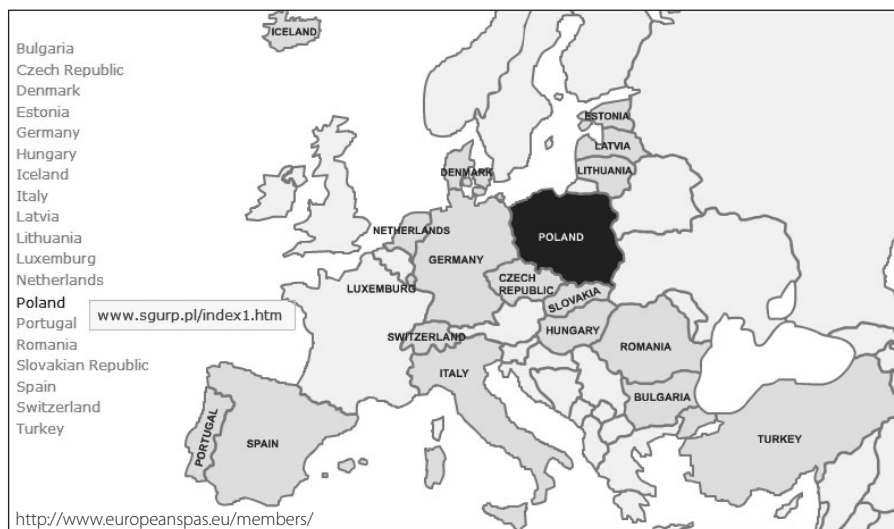 ICELAND
Bulgaria
Czech Republic
Denmark
Estonia
Germany
Hungary
Iceland
Italy
Latvia
Lithuania
Luxemburg
Netherlands
Poland
www.sgurp.pl/index1.htm
Portugal
Romania
Slovakian Republic
Spain
Switzerland
Turkey
ESTONIA
LATVIA
LITHUANIA
DENMARK
NETHERLANDS
POLAND
GERMANY
CZECH
REPUBLIC
LUXEMBURG
SLOVAKIA
HUNGARY
SWITZERLAND
ROMANIA
ITALY
BULGARIA
PORTUGAL
SPAIN
TURKEY
http://www.europeanspas.eu/members/